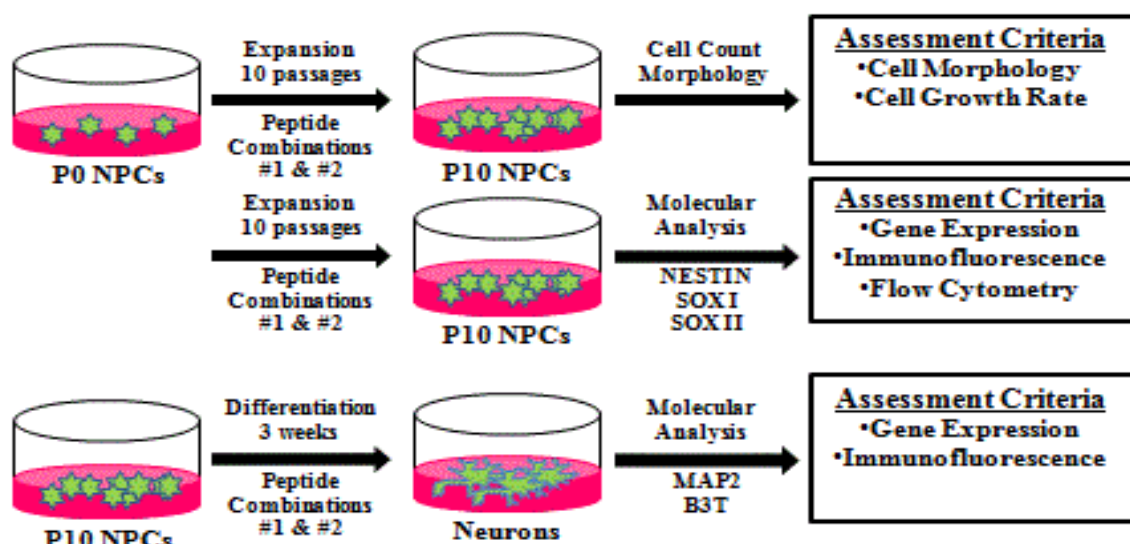 Expansion
10 passages
Peptide
Combinations
#1 & #2
P0 NPCs
P10 NPCs
Cell Count
Morphology
Assessment Criteria
•Cell Morphology
•Cell Growth Rate
Expansion
10 passages
Peptide
Combinations
#1 & #2
P10 NPCs
Molecular
Analysis
NESTIN
SOX I
SOX II
Assessment Criteria
•Gene Expression
•Immunofluorescence
•Flow Cytometry
P10 NPCs
Differentiation
3 weeks
Peptide
Combinations
#1 & #2
Neurons
Molecular
Analysis
MAP2
B3T
Assessment Criteria
•Gene Expression
•Immunofluorescence